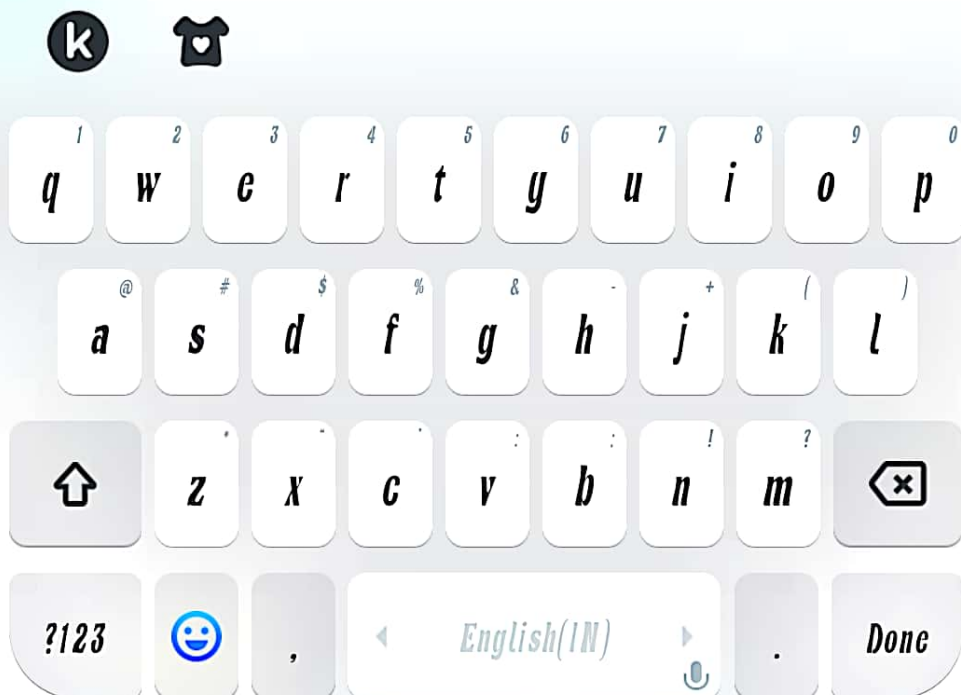 k
1 2 3 4 5 6 7 8 9 0
q w e r t y u i o p
@ # $ % & - + ( )
a s d f g h j k l
: ! ?
z x c v b n m
?123 , English(IN) . Done